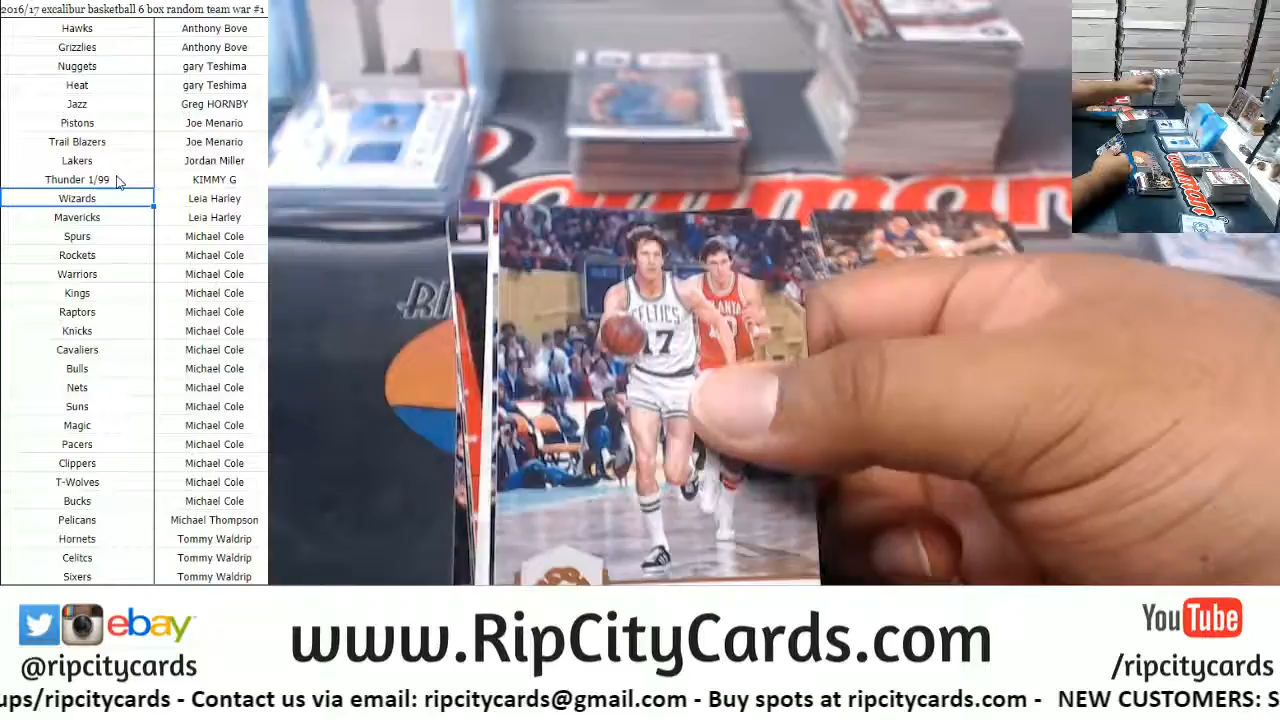 2016/17 excalibur basketball 6 box random team war #1
Hawks Anthony Bove
Grizzlies Anthony Bove
Nuggets gary Teshima
Heat gary Teshima
Jazz Greg HORNBY
Pistons Joe Menario
Trail Blazers Joe Menario
Lakers Jordan Miller
Thunder 1/99 KIMMY G
Wizards Leia Harley
Mavericks Leia Harley
Spurs Michael Cole
Rockets Michael Cole
Warriors Michael Cole
Kings Michael Cole
Raptors Michael Cole
Knicks Michael Cole
Cavaliers Michael Cole
Bulls Michael Cole
Nets Michael Cole
Suns Michael Cole
Magic Michael Cole
Pacers Michael Cole
Clippers Michael Cole
T-Wolves Michael Cole
Bucks Michael Cole
Pelicans Michael Thompson
Hornets Tommy Waldrip
Celitcs Tommy Waldrip
Sixers Tommy Waldrip
CELTICS
17
ebay
@ripcitycards
www.RipCityCards.com
YouTube
/ripcitycards
ups/ripcitycards - Contact us via email: ripcitycards@gmail.com - Buy spots at ripcitycards.com - NEW CUSTOMERS: S